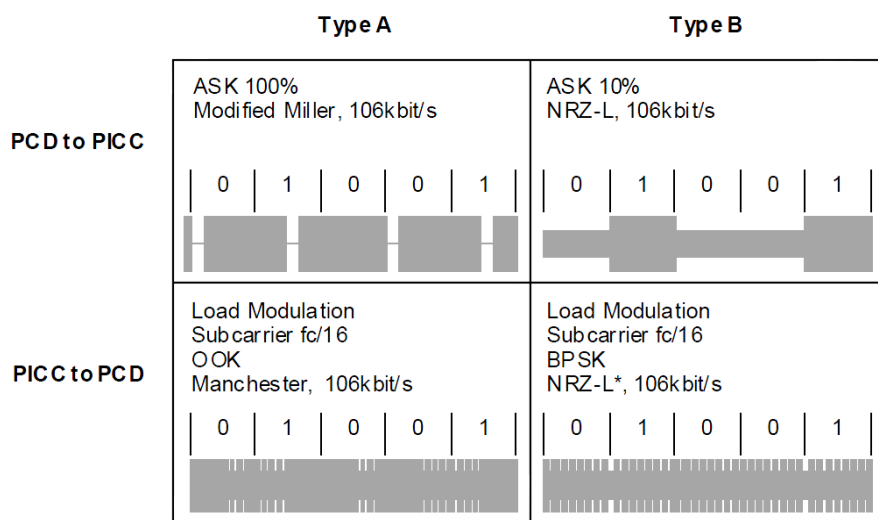 Type A Type B
PCD to PICC
ASK 100%
Modified Miller, 106kbit/s
0 1 0 0 1
ASK 10%
NRZ-L, 106kbit/s
0 1 0 0 1
PICC to PCD
Load Modulation
Subcarrier fc/16
OOK
Manchester, 106kbit/s
0 1 0 0 1
Load Modulation
Subcarrier fc/16
BPSK
NRZ-L*, 106kbit/s
0 1 0 0 1